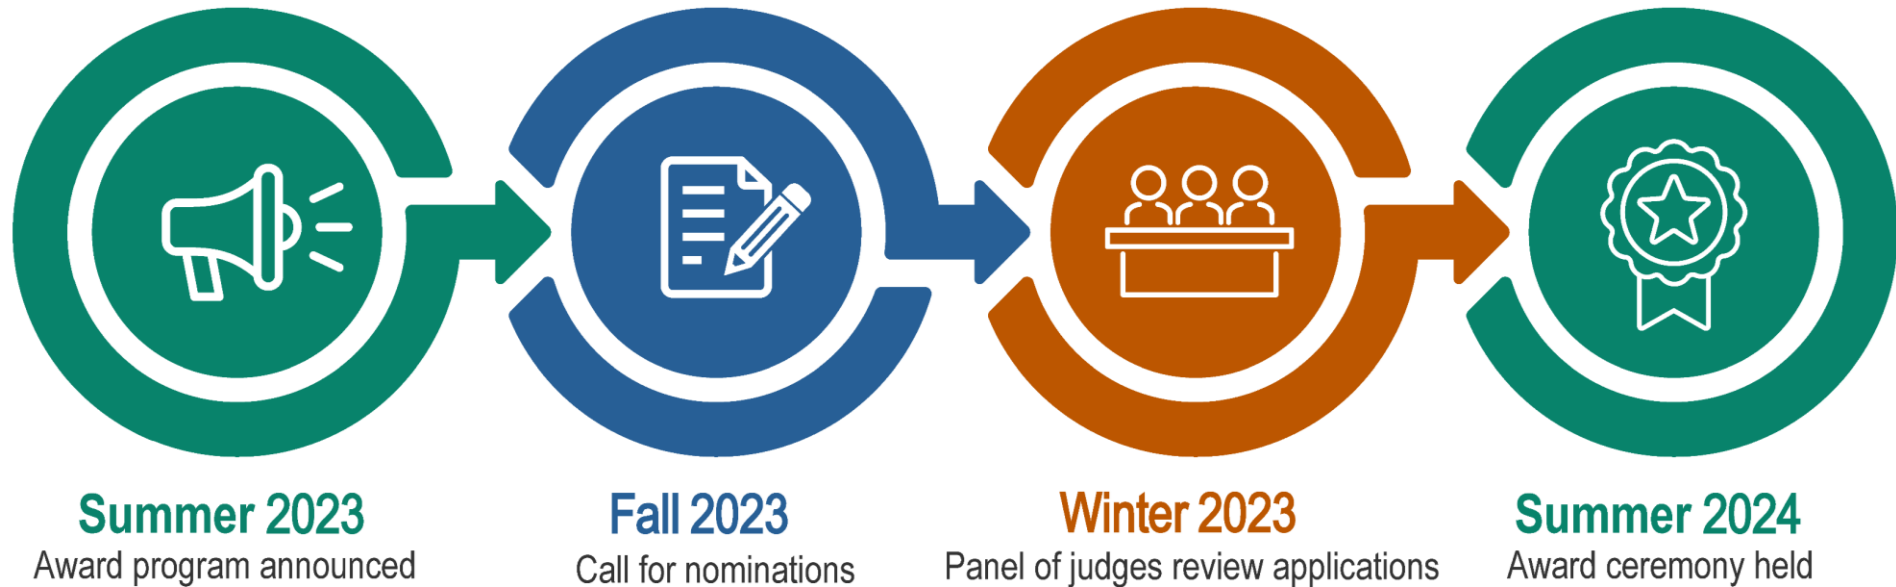 Summer 2023
Award program announced
Fall 2023
Call for nominations
Winter 2023
Panel of judges review applications
Summer 2024
Award ceremony held